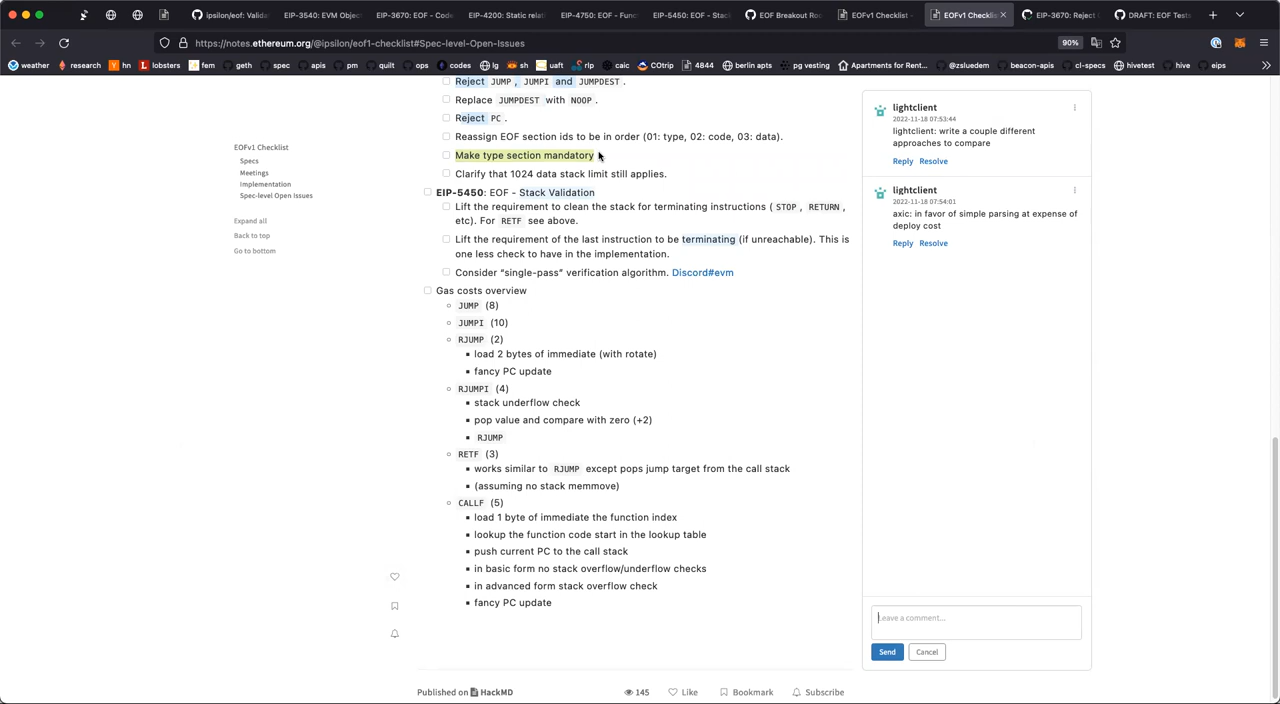 ipsilon/eof: Valida
EIP-3540: EVM Objec
EIP-3670: EOF - Code
EIP-4200: Static relat
EIP-4750: EOF - Func
EIP-5450: EOF - Stack
EOF Breakout Roo
EOFv1 Checklist -
EOFv1 Checklis
EIP-3670: Reject
DRAFT: EOF Tests
https://notes.ethereum.org/@ipsilon/eof1-checklist#Spec-level-Open-Issues
90%
weather
research
hn
lobsters
fem
geth
spec
apis
pm
quilt
ops
codes
lg
sh
uaft
rlp
calc
COtrip
4844
berlin apts
pg vesting
Apartments for Rent...
@zsluedem
beacon-apis
cl-specs
hivetest
hive
eips
EOFv1 Checklist
Specs
Meetings
Implementation
Spec-level Open Issues
Expand all
Back to top
Go to bottom
Reject JUMP, JUMPI and JUMPDEST.
Replace JUMPDEST with NOOP.
Reject PC.
Reassign EOF section ids to be in order (01: type, 02: code, 03: data).
Make type section mandatory
Clarify that 1024 data stack limit still applies.
EIP-5450: EOF - Stack Validation
Lift the requirement to clean the stack for terminating instructions ( STOP, RETURN,
etc). For RETF see above.
Lift the requirement of the last instruction to be terminating (if unreachable). This is
one less check to have in the implementation.
Consider “single-pass” verification algorithm. Discord#evm
Gas costs overview
JUMP (8)
JUMPI (10)
RJUMP (2)
load 2 bytes of immediate (with rotate)
fancy PC update
RJUMPI (4)
stack underflow check
pop value and compare with zero (+2)
RJUMP
RETF (3)
works similar to RJUMP except pops jump target from the call stack
(assuming no stack memmove)
CALLF (5)
load 1 byte of immediate the function index
lookup the function code start in the lookup table
push current PC to the call stack
in basic form no stack overflow/underflow checks
in advanced form stack overflow check
fancy PC update
lightclient
2022-11-18 07:53:44
lightclient: write a couple different
approaches to compare
Reply Resolve
lightclient
2022-11-18 07:54:01
axic: in favor of simple parsing at expense of
deploy cost
Reply Resolve
Leave a comment...
Send Cancel
Published on HackMD
145
Like
Bookmark
Subscribe